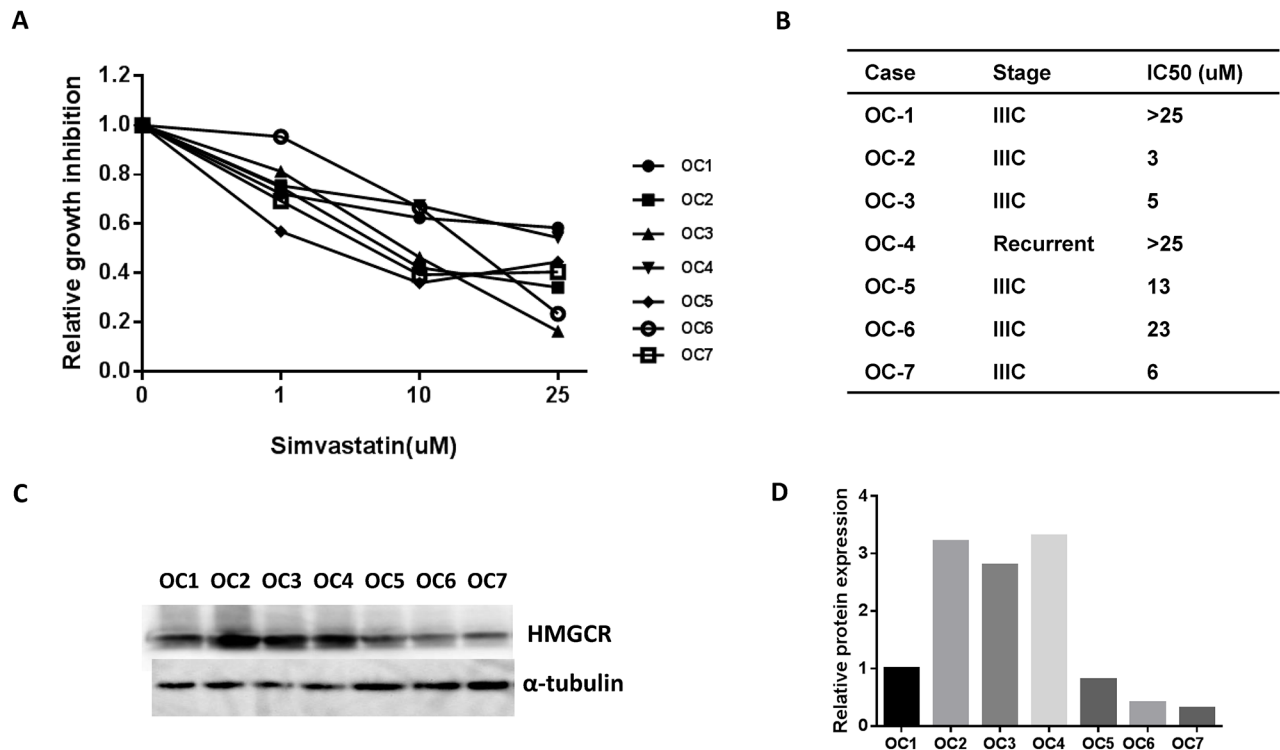 A
Relative growth inhibition
1.2
1.0
0.8
0.6
0.4
0.2
0.0
0 1 10 25
Simvastatin(uM)
OC1
OC2
OC3
OC4
OC5
OC6
OC7
B
Case Stage IC50 (uM)
OC-1 IIIC >25
OC-2 IIIC 3
OC-3 IIIC 5
OC-4 Recurrent >25
OC-5 IIIC 13
OC-6 IIIC 23
OC-7 IIIC 6
C
OC1 OC2 OC3 OC4 OC5 OC6 OC7
HMGCR
α-tubulin
D
Relative protein expression
4
3
2
1
0
OC1 OC2 OC3 OC4 OC5 OC6 OC7